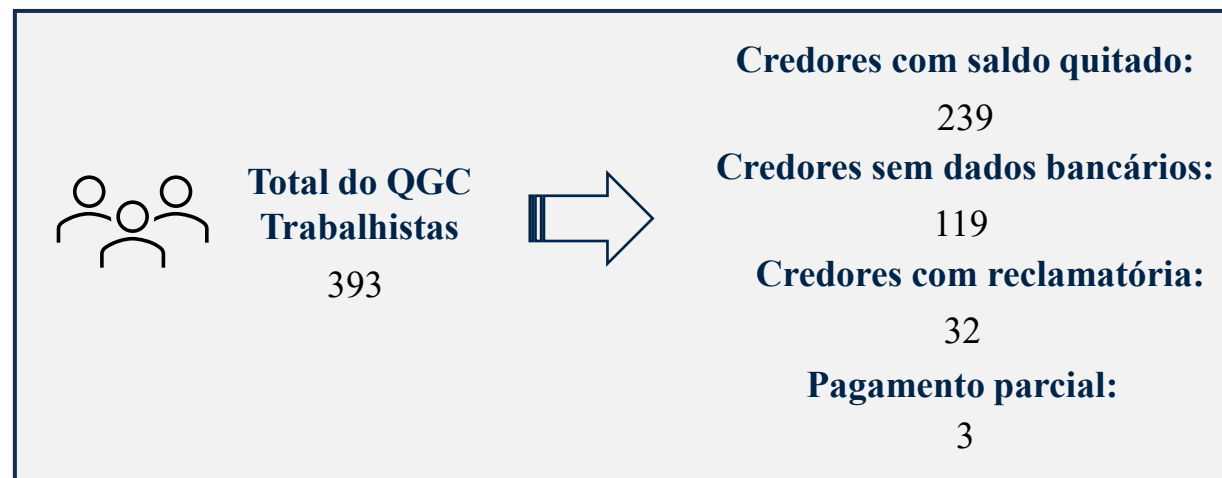 Total do QGC
Trabalhistas
393
Credores com saldo quitado:
239
Credores sem dados bancários:
119
Credores com reclamatória:
32
Pagamento parcial:
3